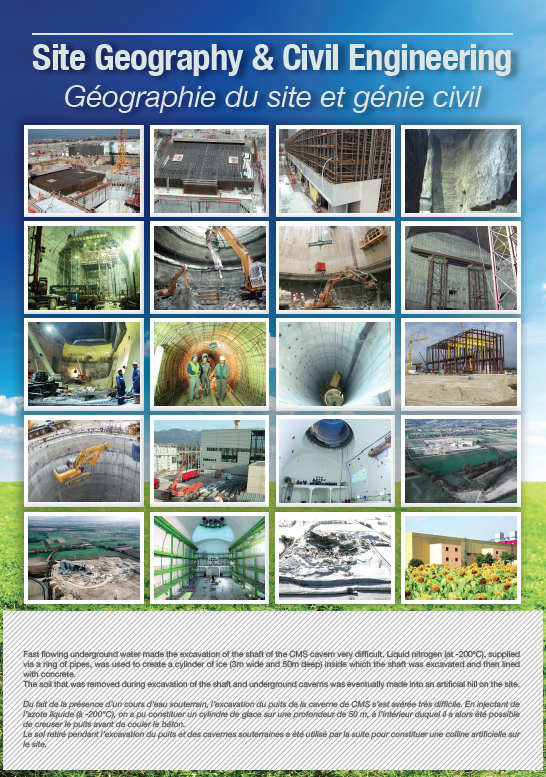 Site Geography & Civil Engineering
Géographie du site et génie civil
Fast flowing underground water made the excavation of the shaft of the CMS cavern very difficult. Liquid nitrogen (at -200°C), supplied
via a ring of pipes, was used to create a cylinder of ice (3m wide and 50m deep) inside which the shaft was excavated and then lined
with concrete.
The soil that was removed during excavation of the shaft and underground caverns was eventually made into an artificial hill on the site.
Du fait de la présence d'un cours d'eau souterrain, l'excavation du puits de la caverne de CMS s'est avérée très difficile. En injectant de
l'azote liquide (à -200°C), on a pu constituer un cylindre de glace sur une profondeur de 50 m, à l'intérieur duquel il a alors été possible
de creuser le puits avant de couler le béton.
Le sol retiré pendant l'excavation du puits et des cavernes souterraines a été utilisé par la suite pour constituer une colline artificielle sur
le site.